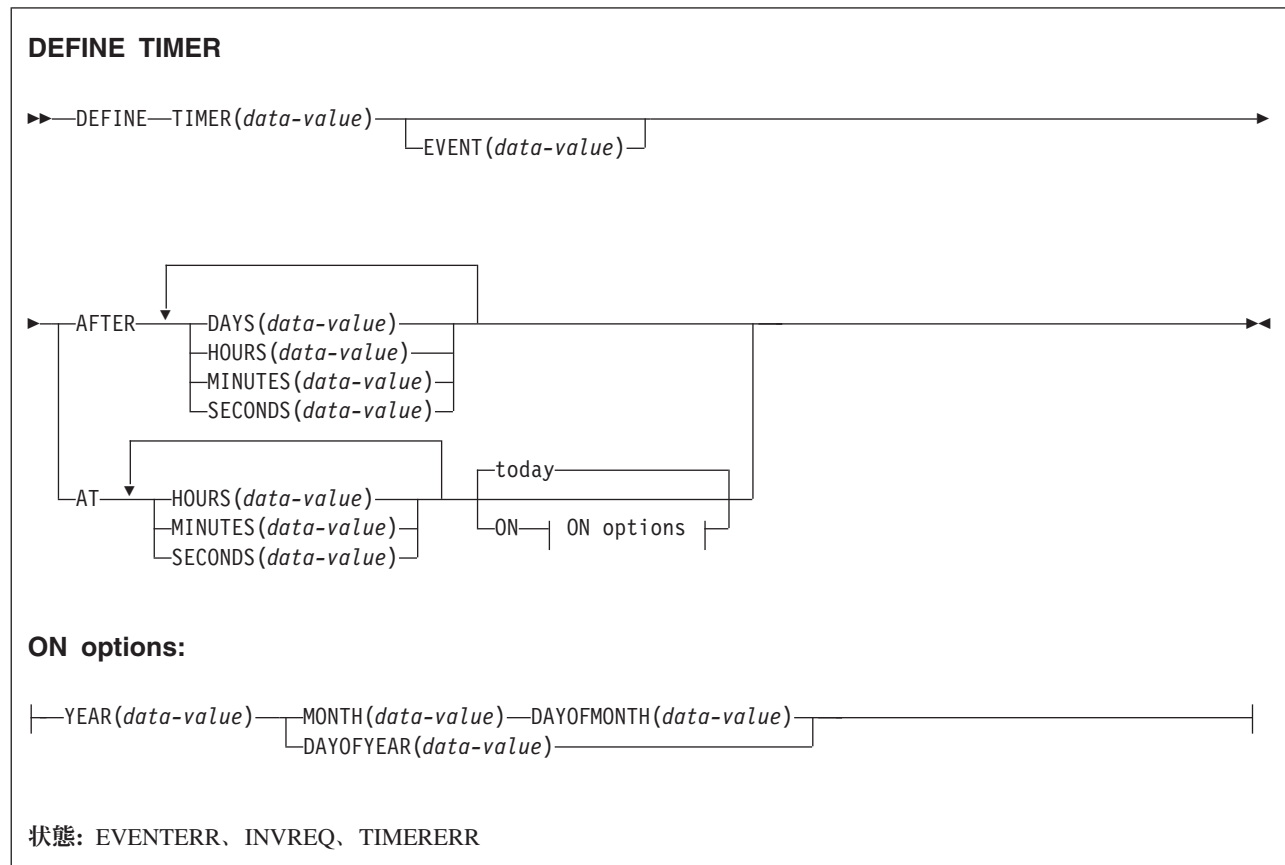 DEFINE TIMER
DEFINE TIMER(data-value)
EVENT(data-value)
AFTER DAYS(data-value)
HOURS(data-value)
MINUTES(data-value)
SECONDS(data-value)
today
AT HOURS(data-value)
MINUTES(data-value) ON ON options
SECONDS(data-value)
ON options:
YEAR(data-value) MONTH(data-value) DAYOFMONTH(data-value)
DAYOFYEAR(data-value)
状態: EVENTERR、INVREQ、TIMERERR